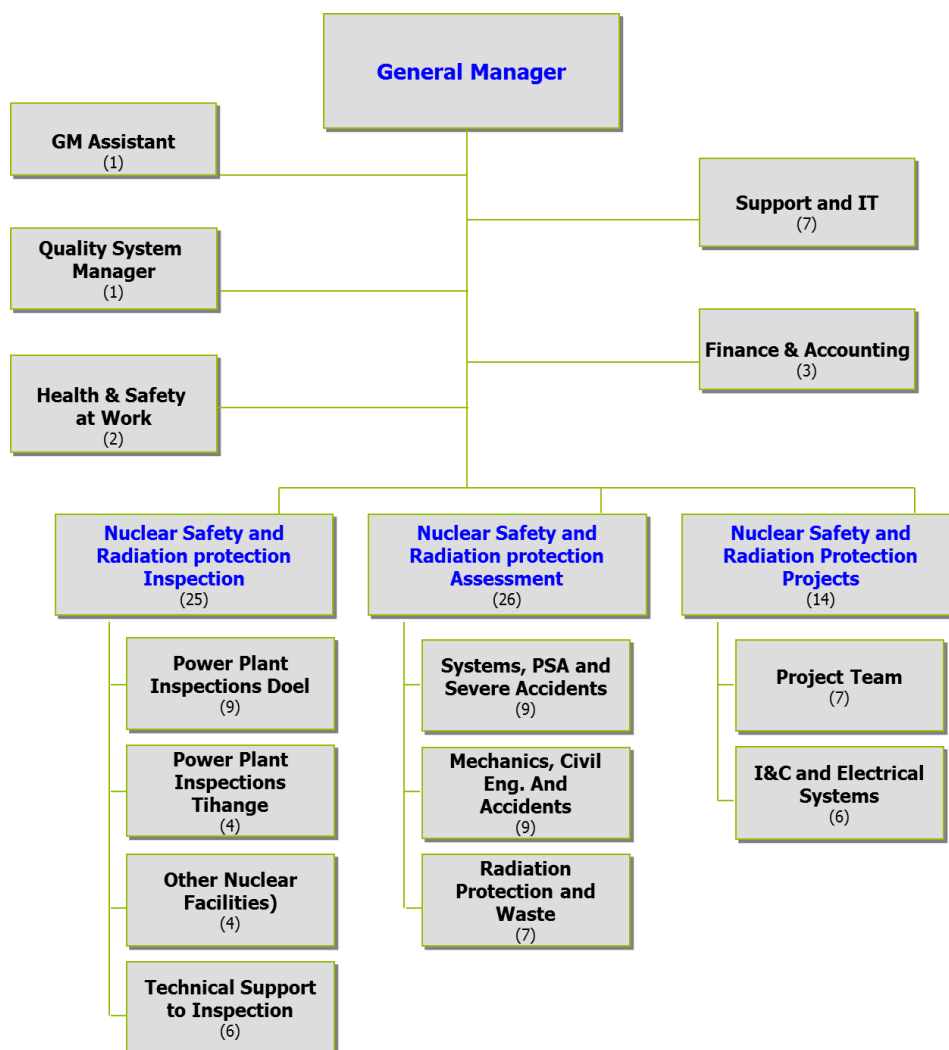 General Manager
GM Assistant
(1)
Support and IT
(7)
Quality System
Manager
(1)
Finance & Accounting
(3)
Health & Safety
at Work
(2)
Nuclear Safety and
Radiation protection
Inspection
(25)
Nuclear Safety and
Radiation protection
Assessment
(26)
Nuclear Safety and
Radiation Protection
Projects
(14)
Power Plant
Inspections Doel
(9)
Power Plant
Inspections
Tihange
(4)
Other Nuclear
Facilities)
(4)
Technical Support
to Inspection
(6)
Systems, PSA and
Severe Accidents
(9)
Mechanics, Civil
Eng. And
Accidents
(9)
Radiation
Protection and
Waste
(7)
Project Team
(7)
I&C and Electrical
Systems
(6)